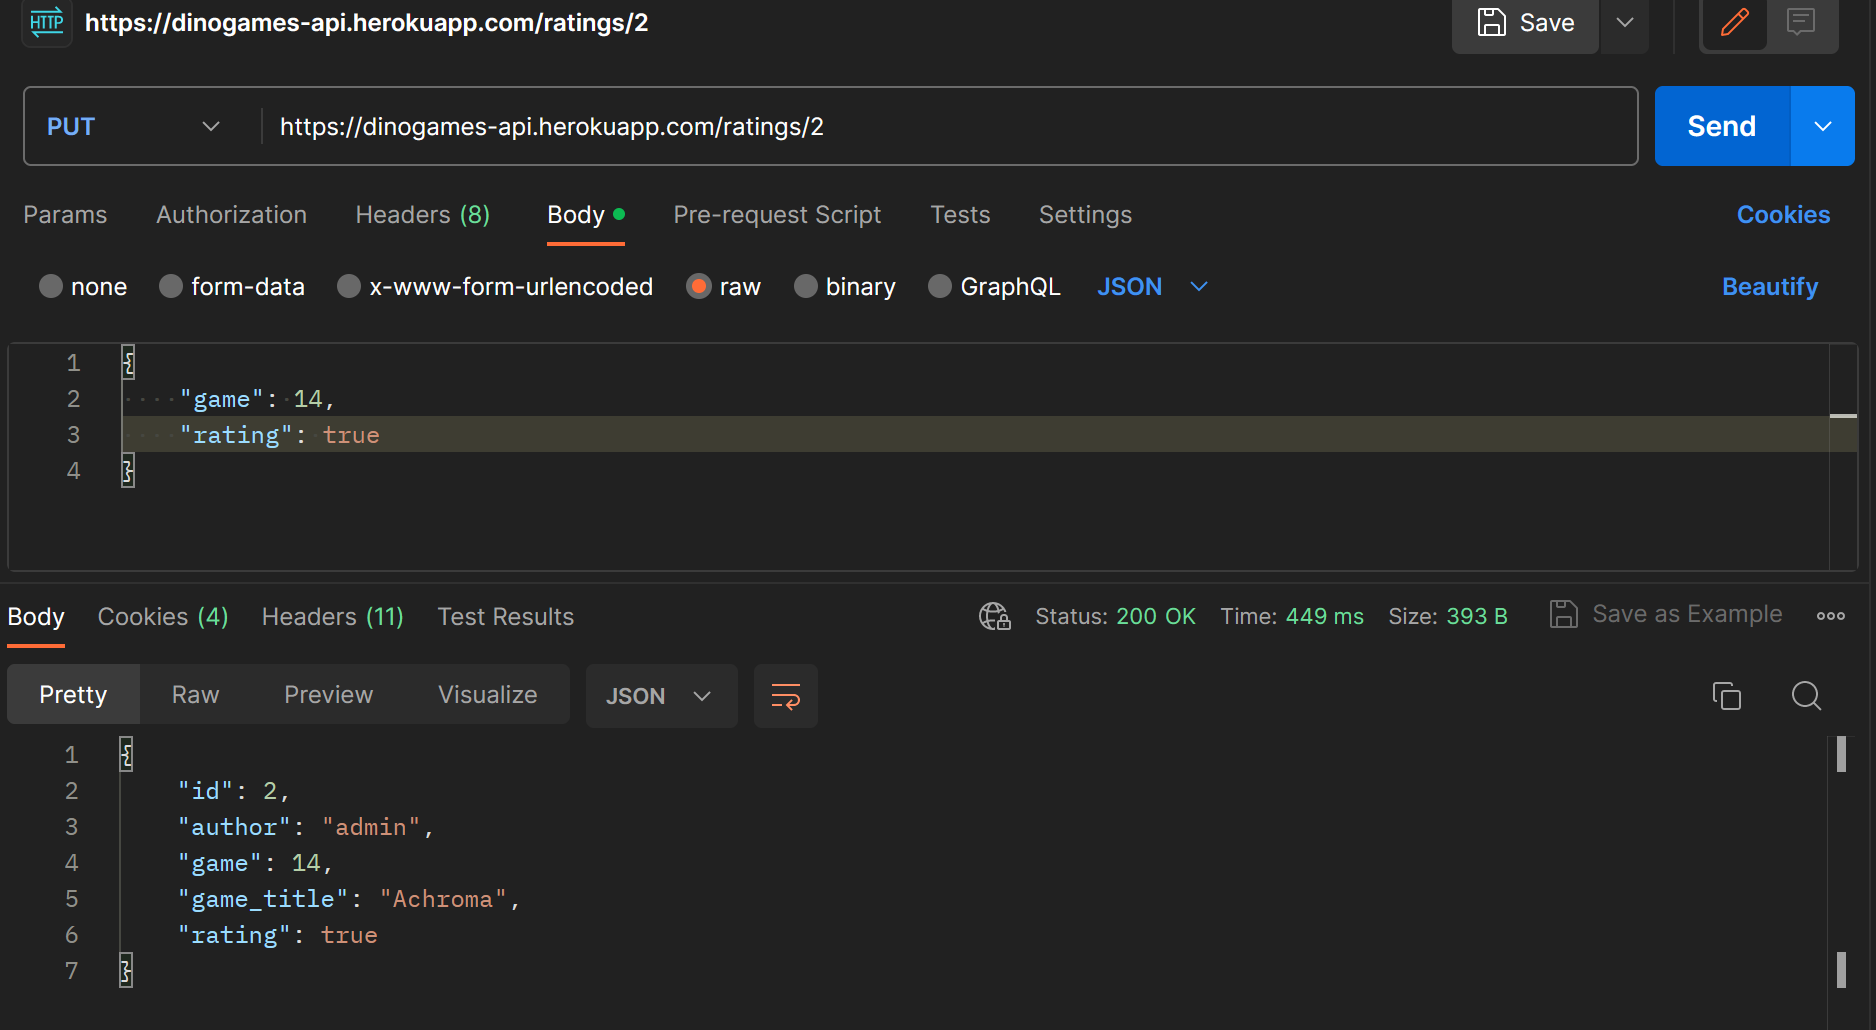 HTTP https://dinogames-api.herokuapp.com/ratings/2 Save
PUT https://dinogames-api.herokuapp.com/ratings/2 Send
Params Authorization Headers (8) Body Pre-request Script Tests Settings Cookies
none form-data x-www-form-urlencoded raw binary GraphQL JSON Beautify
1 {
2 "game": 14,
3 "rating": true
4 }
Body Cookies (4) Headers (11) Test Results Status: 200 OK Time: 449 ms Size: 393 B Save as Example
Pretty Raw Preview Visualize JSON
1 {
2 "id": 2,
3 "author": "admin",
4 "game": 14,
5 "game_title": "Achroma",
6 "rating": true
7 }